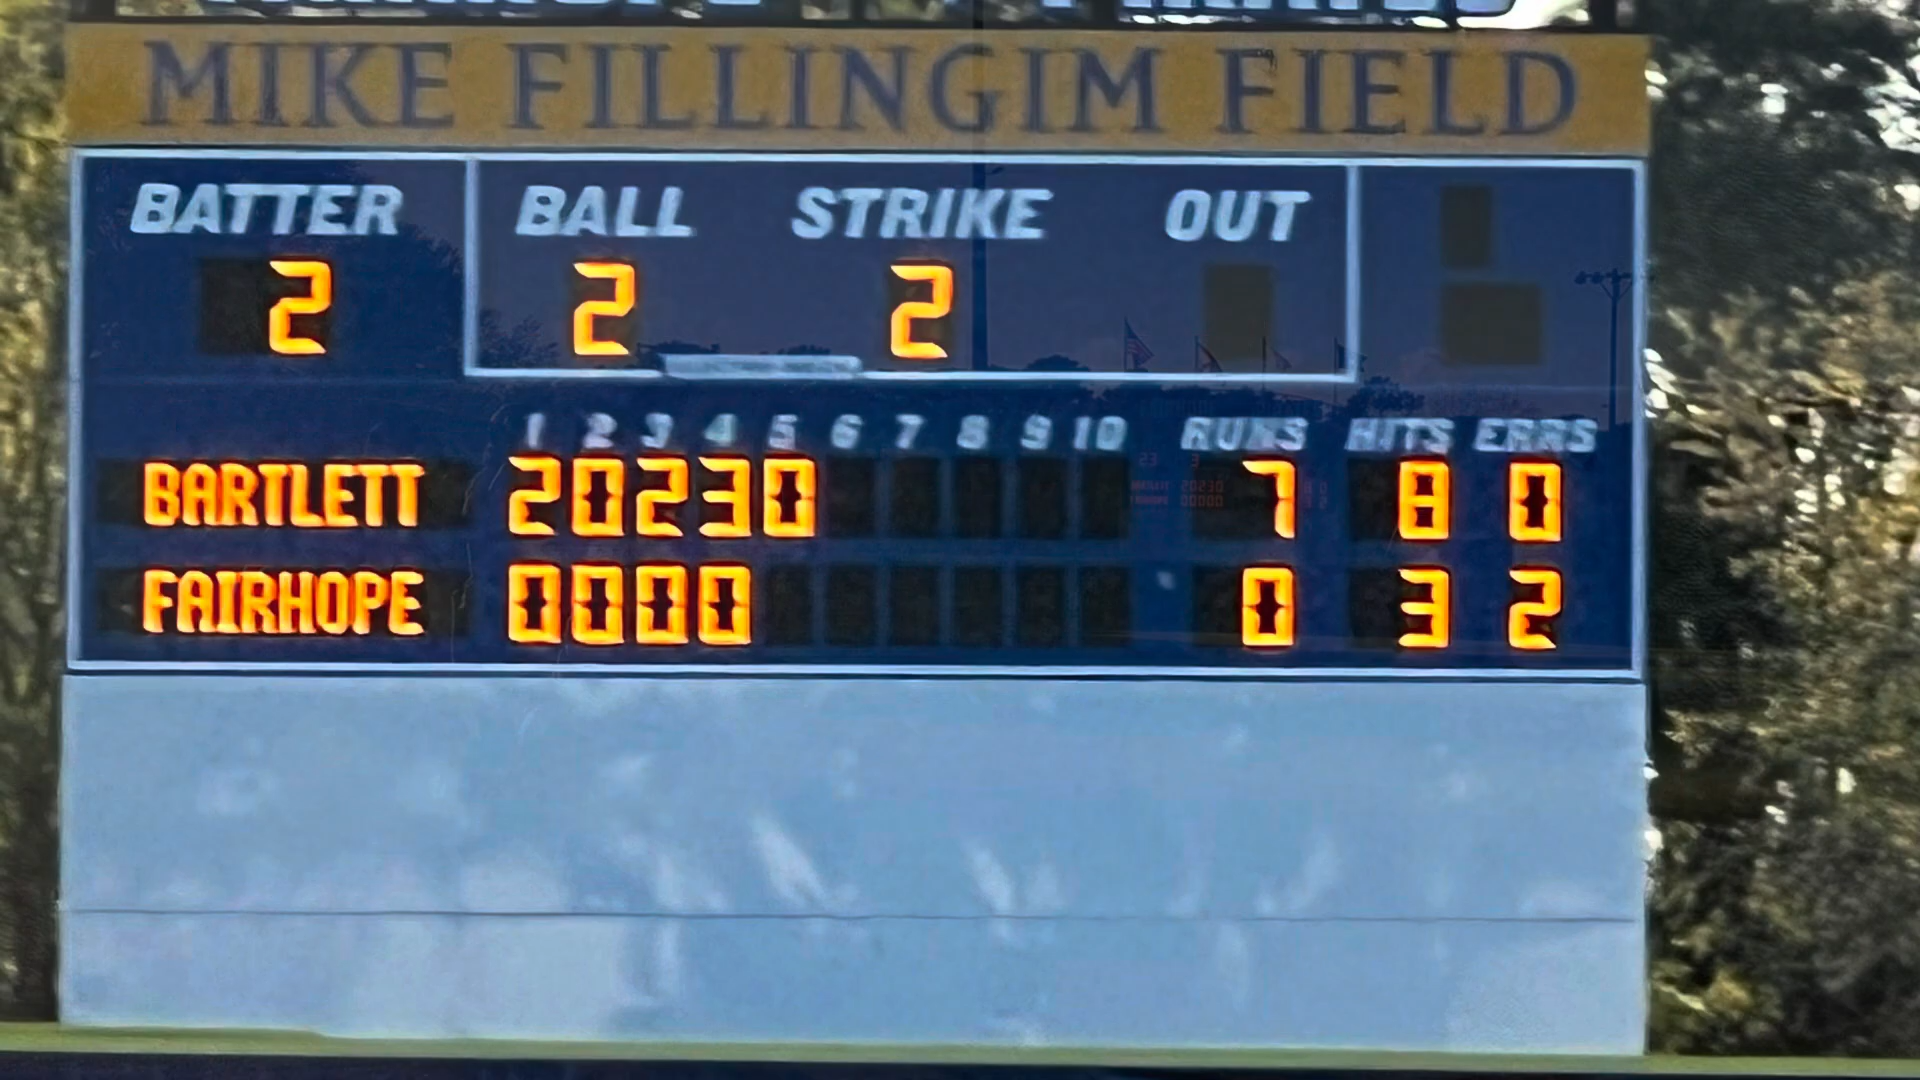 MIKE FILLINGIM FIELD
BATTER BALL STRIKE OUT
2 2 2
1 2 3 4 5 6 7 8 9 10 RUNS HITS ERRS
BARTLETT 2 0 2 3 0 7 8 0
FAIRHOPE 0 0 0 0 0 3 2